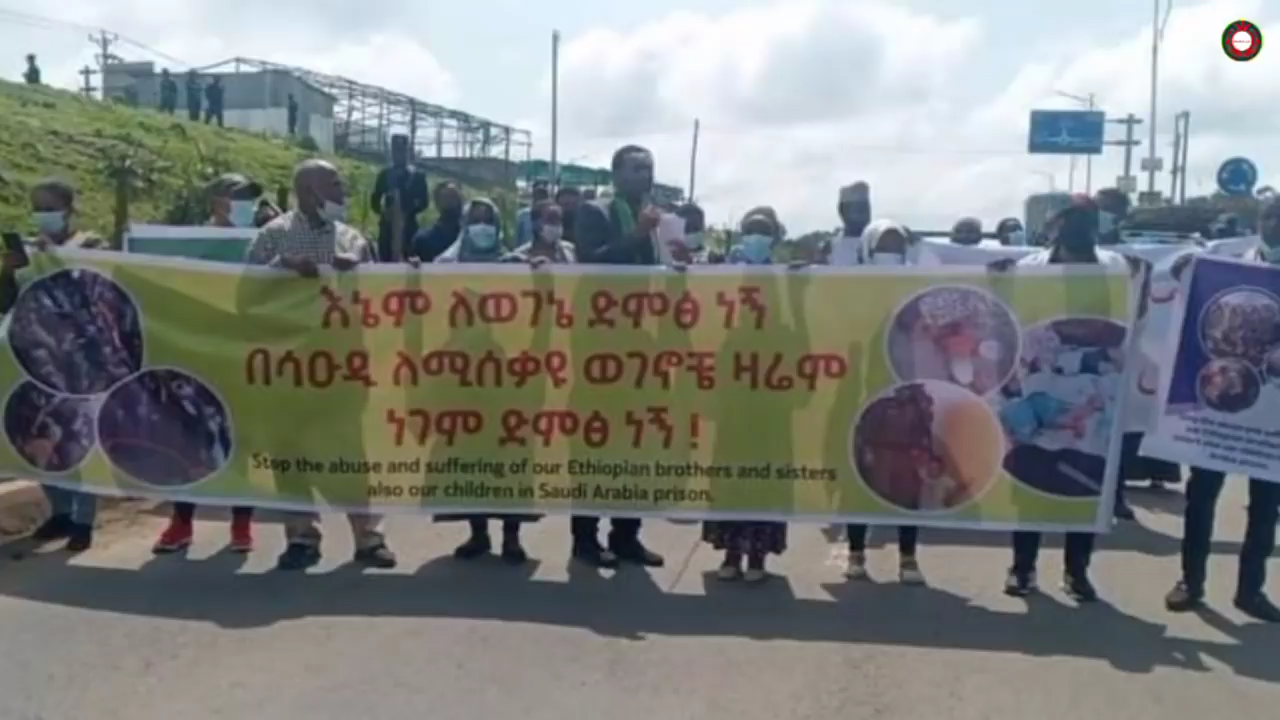 እኔም ለወገኔ ድምፅ ነኝ
በሳዑዲ ለሚሰቃዩ ወገኖቼ ዛሬም
ነገም ድምፅ ነኝ !
Stop the abuse and suffering of our Ethiopian brothers and sisters
also our children in Saudi Arabia prison.